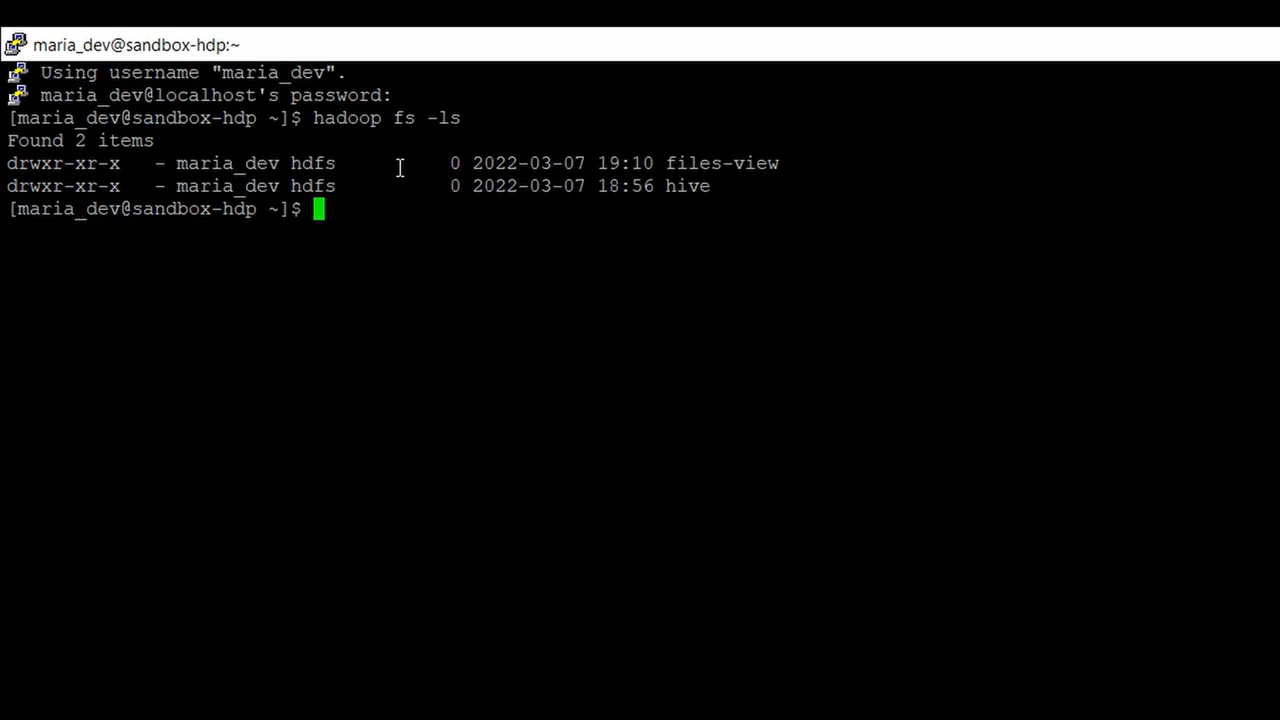 maria_dev@sandbox-hdp:~
Using username "maria_dev".
maria_dev@localhost's password:
[maria_dev@sandbox-hdp ~]$ hadoop fs -ls
Found 2 items
drwxr-xr-x   - maria_dev hdfs          0 2022-03-07 19:10 files-view
drwxr-xr-x   - maria_dev hdfs          0 2022-03-07 18:56 hive
[maria_dev@sandbox-hdp ~]$